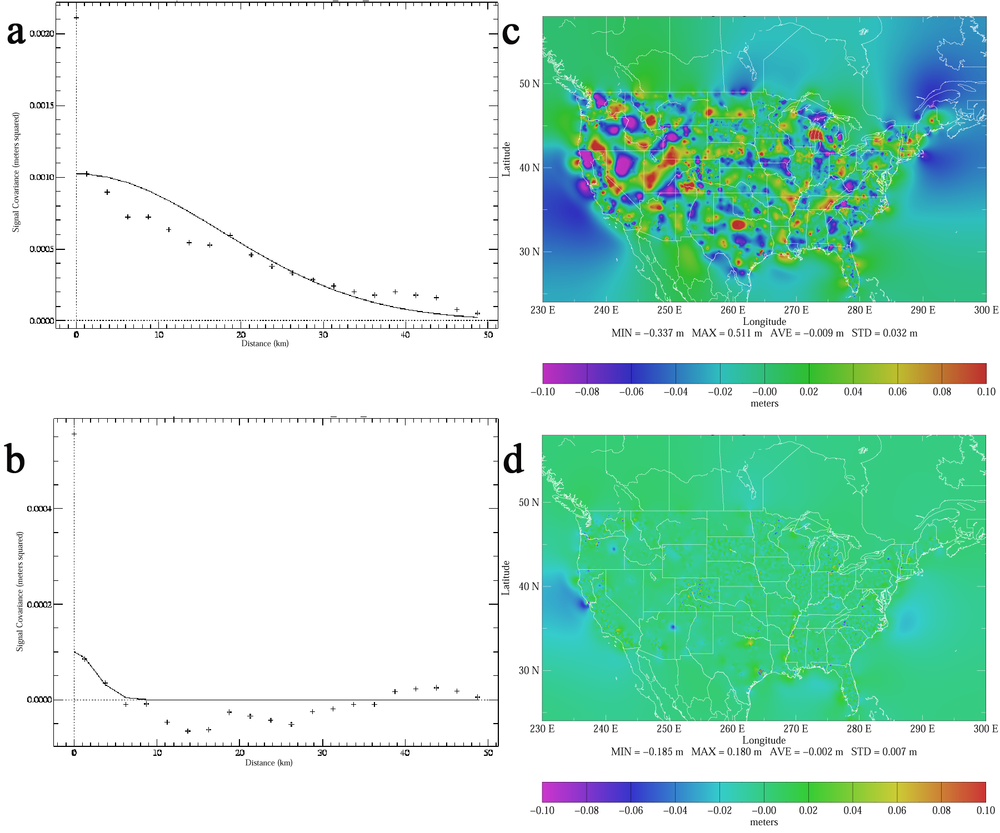 a
0.0020
0.0015
0.0010
0.0005
0.0000
Signal Covariance (meters squared)
0 10 20 30 40 50
Distance (km)
c
50 N
40 N
30 N
Latitude
230 E 240 E 250 E 260 E 270 E 280 E 290 E 300 E
Longitude
MIN = −0.337 m MAX = 0.511 m AVE = −0.009 m STD = 0.032 m
−0.10 −0.08 −0.06 −0.04 −0.02 −0.00 0.02 0.04 0.06 0.08 0.10
meters
b
0.0004
0.0002
0.0000
Signal Covariance (meters squared)
0 10 20 30 40 50
Distance (km)
d
50 N
40 N
30 N
Latitude
230 E 240 E 250 E 260 E 270 E 280 E 290 E 300 E
Longitude
MIN = −0.185 m MAX = 0.180 m AVE = −0.002 m STD = 0.007 m
−0.10 −0.08 −0.06 −0.04 −0.02 −0.00 0.02 0.04 0.06 0.08 0.10
meters